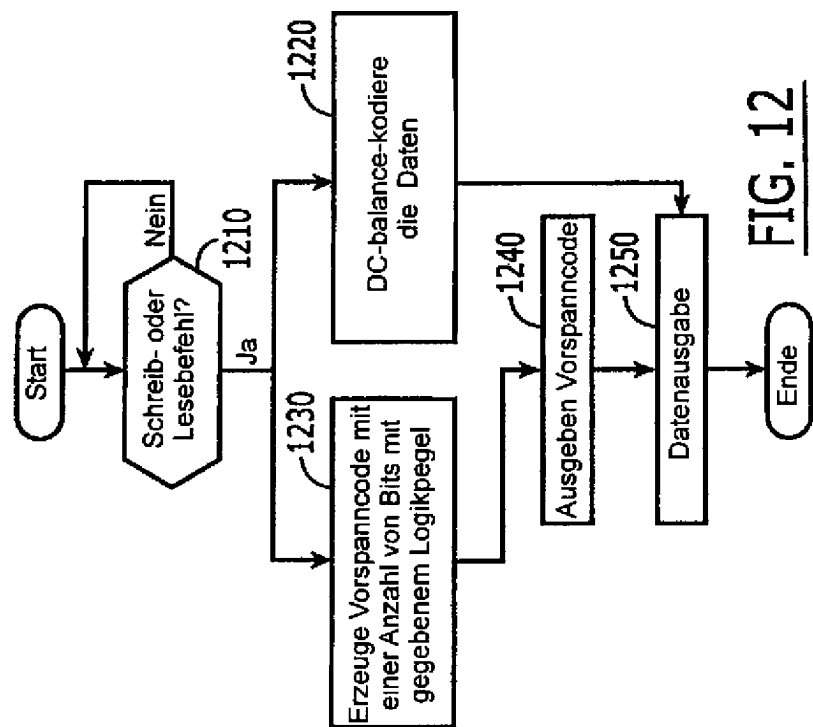 Start
Schreib- oder
Lesebefehl?
Nein
1210
Ja
1230
Erzeuge Vorspanncode mit
einer Anzahl von Bits mit
gegebenem Logikpegel
1220
DC-balance-kodiere
die Daten
1240
Ausgeben Vorspanncode
1250
Datenausgabe
Ende
FIG. 12